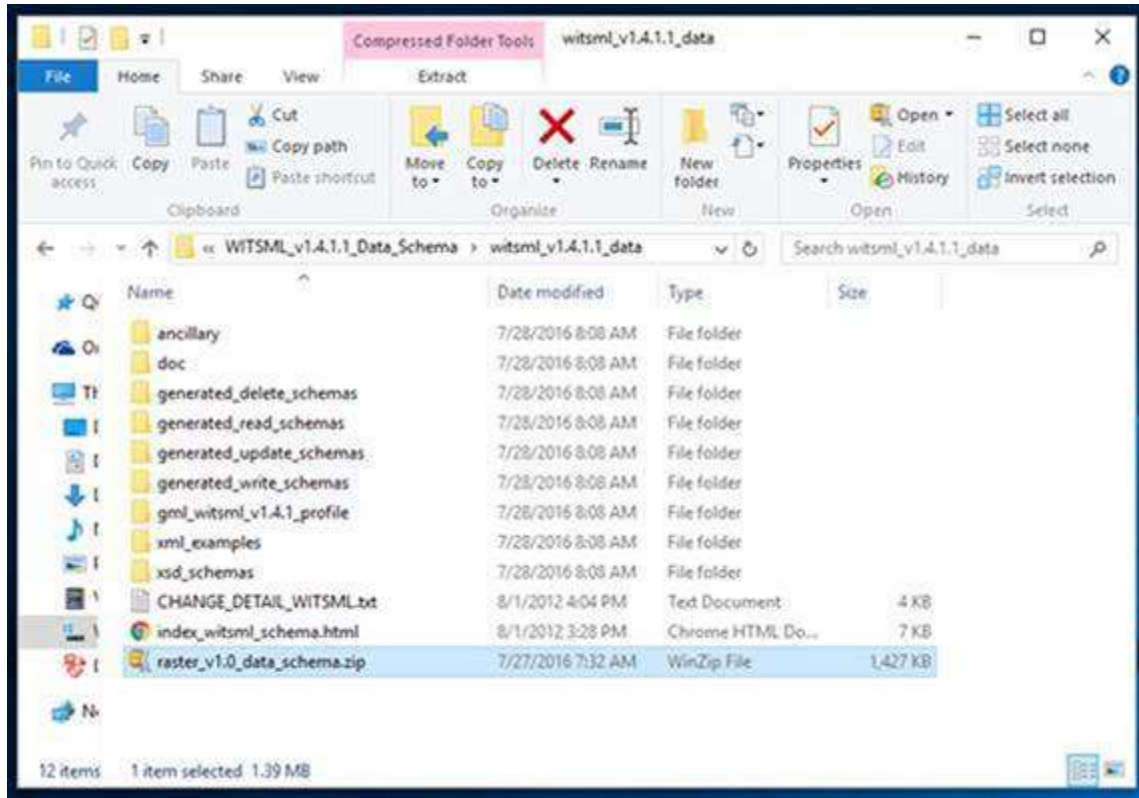 Compressed Folder Tools witsml_v1.4.1.1_data
File Home Share View Extract
Pin to Quick access
Copy
Paste
Cut
Copy path
Paste shortcut
Clipboard
Move to
Copy to
Delete
Rename
Organize
New folder
New
Properties
Open
Edit
History
Open
Select all
Select none
Invert selection
Select
« WITSML_v1.4.1.1_Data_Schema › witsml_v1.4.1.1_data
Search witsml_v1.4.1.1_data
Name Date modified Type Size
ancillary 7/28/2016 8:08 AM File folder
doc 7/28/2016 8:08 AM File folder
generated_delete_schemas 7/28/2016 8:08 AM File folder
generated_read_schemas 7/28/2016 8:08 AM File folder
generated_update_schemas 7/28/2016 8:08 AM File folder
generated_write_schemas 7/28/2016 8:08 AM File folder
gml_witsml_v1.4.1_profile 7/28/2016 8:08 AM File folder
xml_examples 7/28/2016 8:08 AM File folder
xsd_schemas 7/28/2016 8:08 AM File folder
CHANGE_DETAIL_WITSML.txt 8/1/2012 4:04 PM Text Document 4 KB
index_witsml_schema.html 8/1/2012 3:28 PM Chrome HTML Do... 7 KB
raster_v1.0_data_schema.zip 7/27/2016 7:32 AM WinZip File 1,427 KB
12 items 1 item selected 1.39 MB